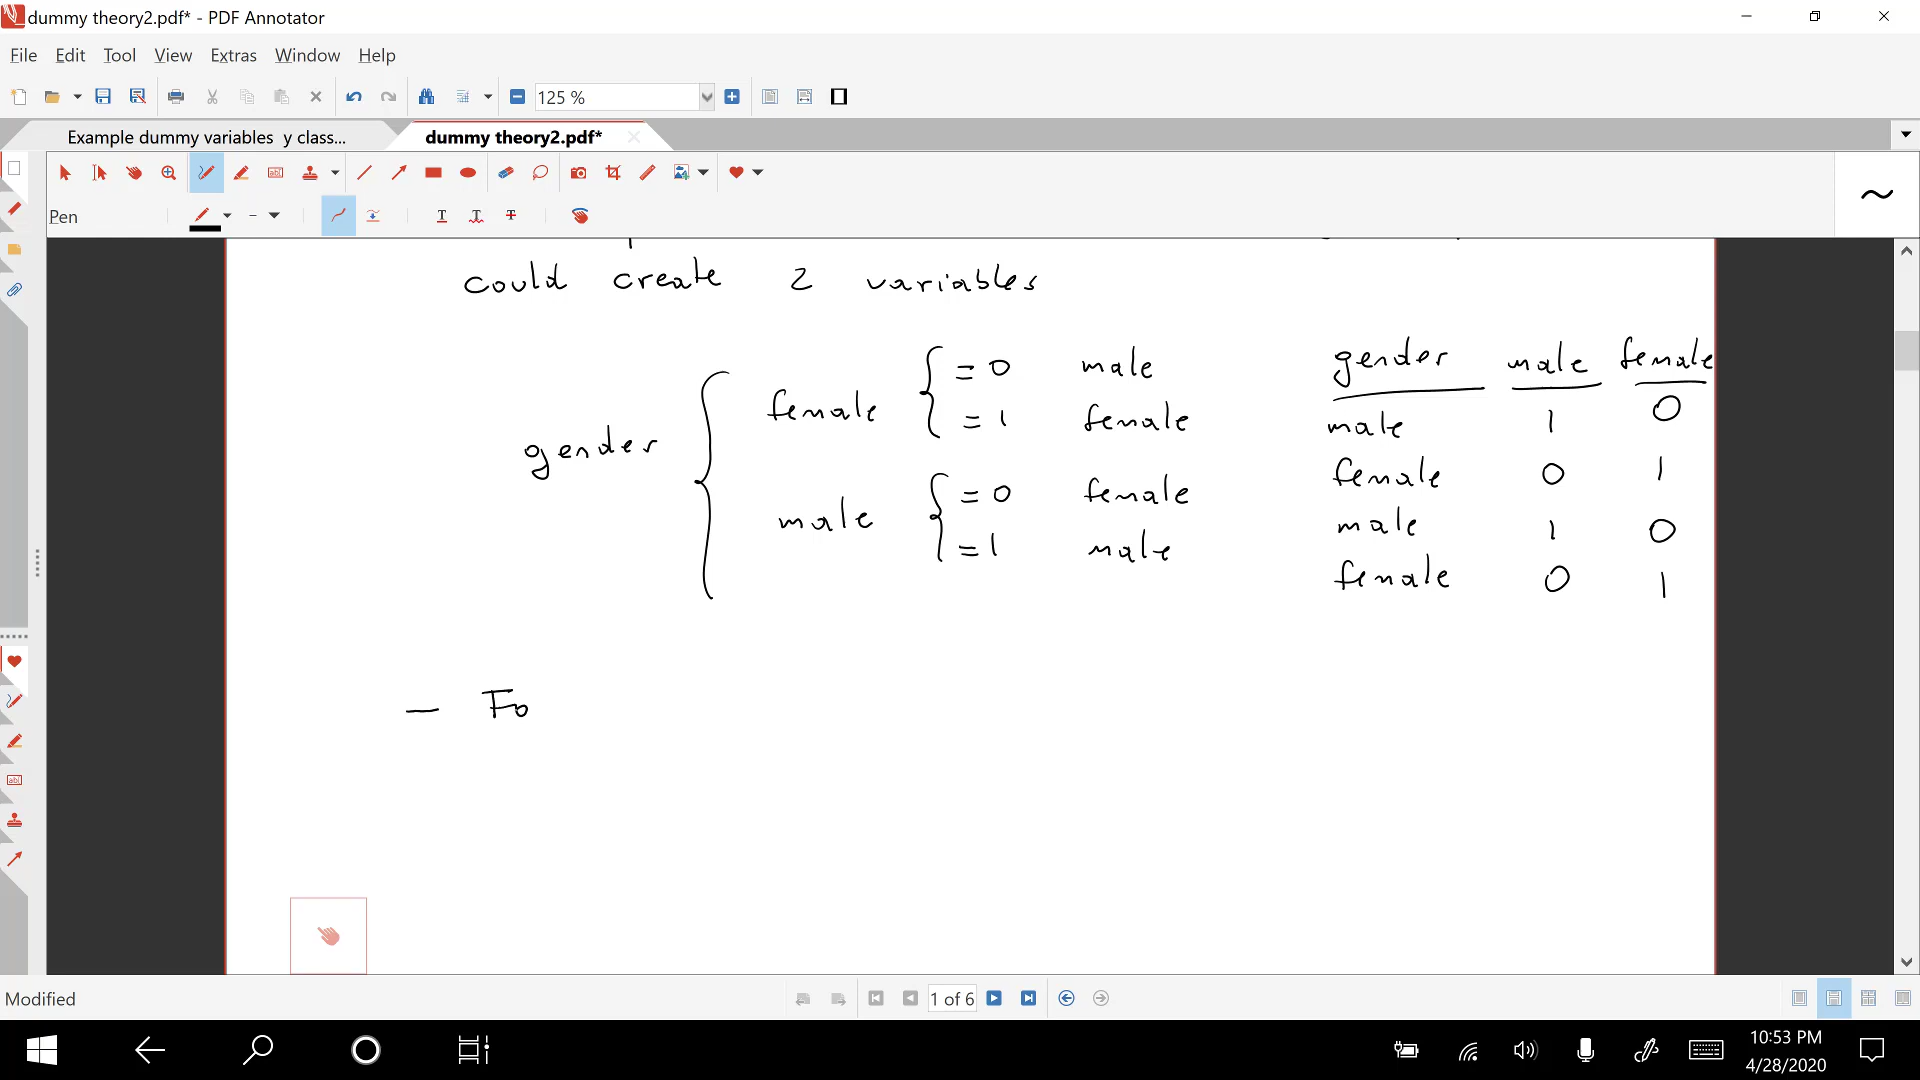 dummy theory2.pdf* - PDF Annotator
File Edit Tool View Extras Window Help
125 %
Example dummy variables y class...
dummy theory2.pdf*
Pen
could create 2 variables
gender
female
= 0 male
= 1 female
male
= 0 female
= 1 male
gender male female
male 1 0
female 0 1
male 1 0
female 0 1
— Fo
Modified
1 of 6
10:53 PM
4/28/2020